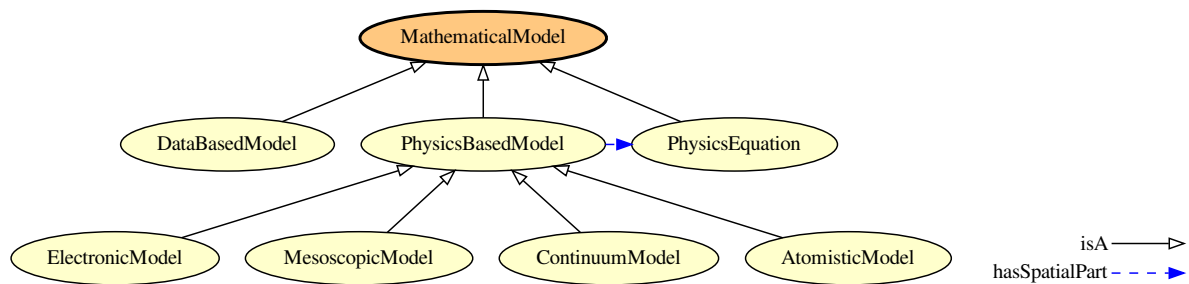 MathematicalModel
DataBasedModel
PhysicsBasedModel
PhysicsEquation
ElectronicModel
MesoscopicModel
ContinuumModel
AtomisticModel
isA
hasSpatialPart